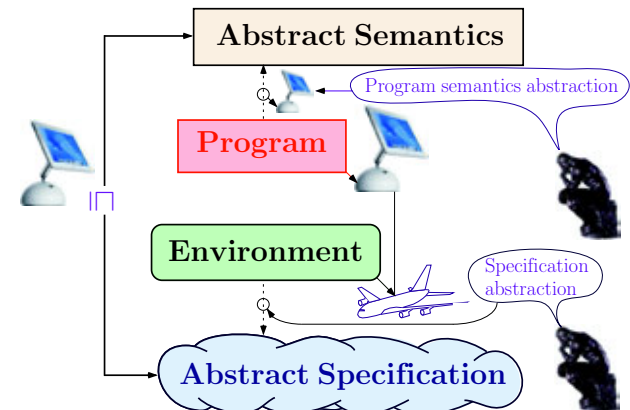 Abstract Semantics
Program semantics abstraction
Program
|⊓
Environment
Specification
abstraction
Abstract Specification